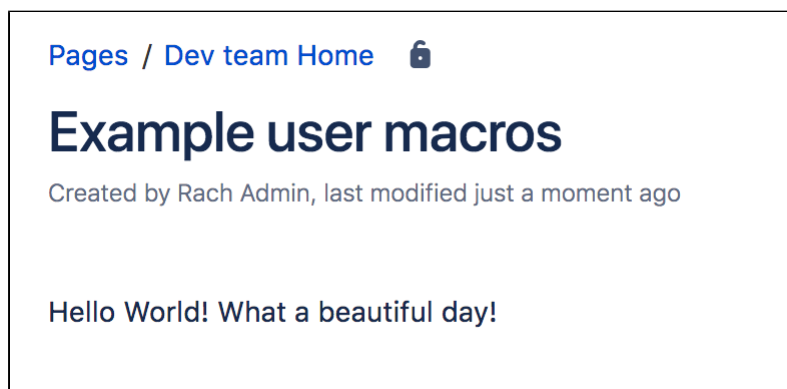 Pages / Dev team Home
Example user macros
Created by Rach Admin, last modified just a moment ago
Hello World! What a beautiful day!